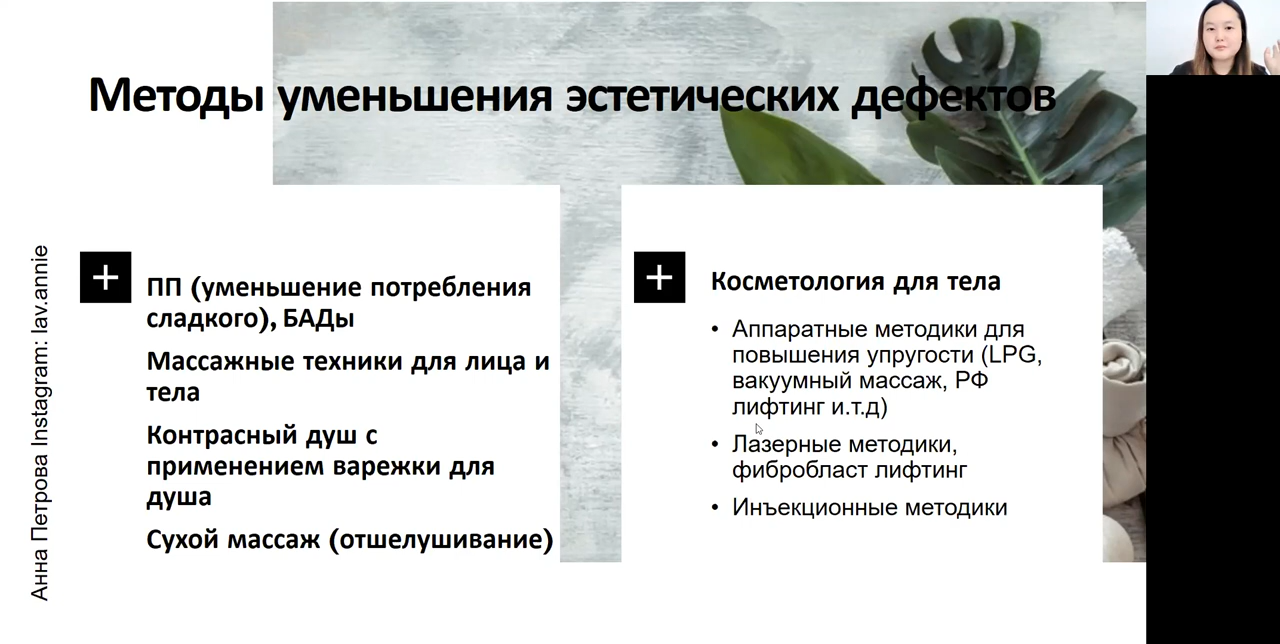 Методы уменьшения эстетических дефектов
Анна Петрова Instagram: lav.annie
ПП (уменьшение потребления
сладкого), БАДы
Массажные техники для лица и
тела
Контрасный душ с
применением варежки для
душа
Сухой массаж (отшелушивание)
Косметология для тела
• Аппаратные методики для
повышения упругости (LPG,
вакуумный массаж, РФ
лифтинг и.т.д)
• Лазерные методики,
фибробласт лифтинг
• Инъекционные методики